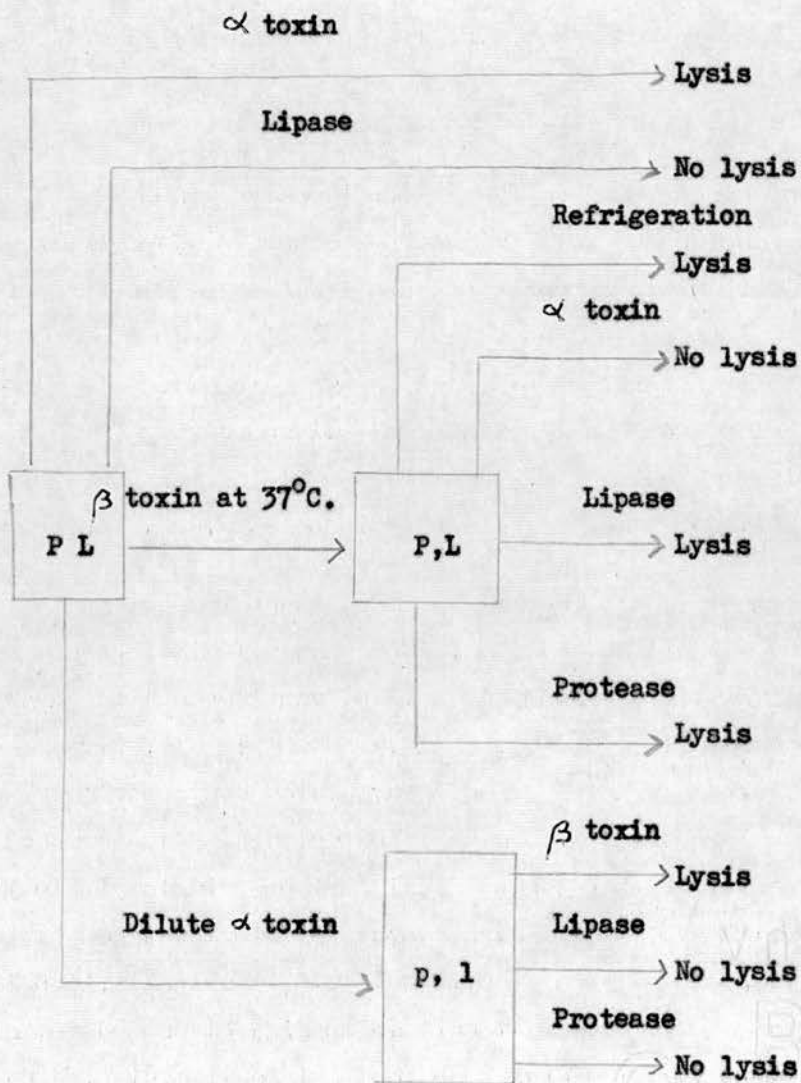 α toxin
Lysis
Lipase
No lysis
Refrigeration
Lysis
α toxin
No lysis
β toxin at 37°C.
Lipase
P L
P,L
Lysis
Protease
Lysis
β toxin
Lysis
Dilute α toxin
Lipase
p, l
No lysis
Protease
No lysis